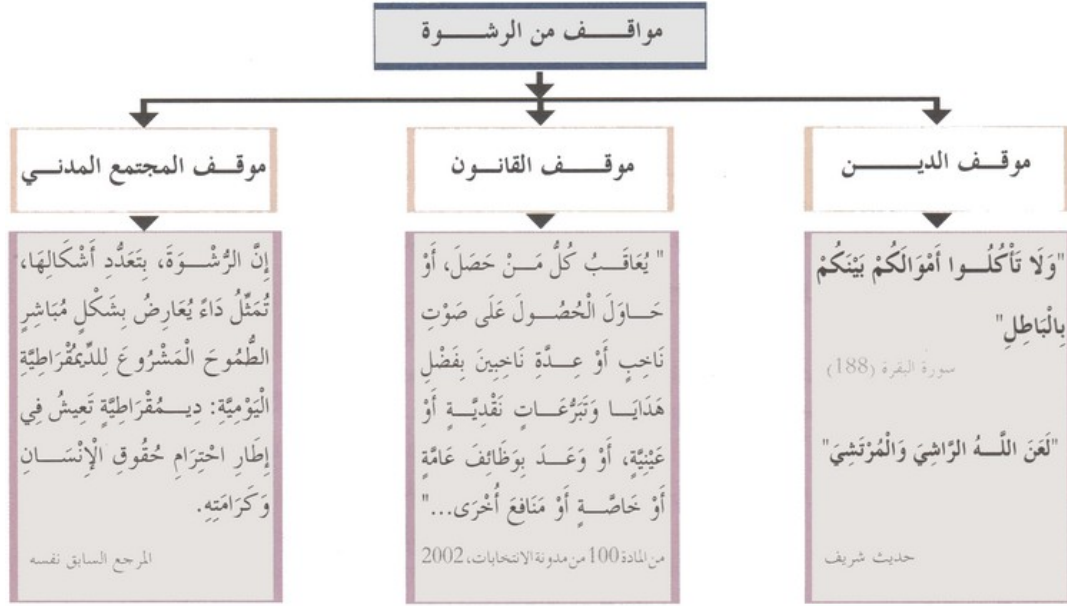 مواقف من الرشوة
موقف الدين
"وَلَا تَأْكُلُوا أَمْوَالَكُمْ بَيْنَكُمْ
بِالْبَاطِلِ"
سورة البقرة (188)
"لَعَنَ اللَّهُ الرَّاشِيَ وَالْمُرْتَشِيَ"
حديث شريف
موقف القانون
" يُعَاقَبُ كُلُّ مَنْ حَصَلَ، أَوْ
حَاوَلَ الْحُصُولَ عَلَى صَوْتِ
نَاخِبٍ أَوْ عِدَّةِ نَاخِبِينَ بِفَضْلِ
هَدَايَا وَتَبَرُّعَاتٍ نَقْدِيَّةٍ أَوْ
عَيْنِيَّةٍ، أَوْ وَعَدَ بِوَظَائِفَ عَامَّةٍ
أَوْ خَاصَّةٍ أَوْ مَنَافِعَ أُخْرَى..."
من المادة 100 من مدونة الانتخابات، 2002
موقف المجتمع المدني
إِنَّ الرُّشْوَةَ، بِتَعَدُّدِ أَشْكَالِهَا،
تُمَثِّلُ دَاءً يُعَارِضُ بِشَكْلٍ مُبَاشِرٍ
الطُّمُوحَ الْمَشْرُوعَ لِلدِّيمُقْرَاطِيَّةِ
الْيَوْمِيَّةِ: دِيمُقْرَاطِيَّةٍ تَعِيشُ فِي
إِطَارِ احْتِرَامِ حُقُوقِ الْإِنْسَانِ
وَكَرَامَتِهِ.
المرجع السابق نفسه